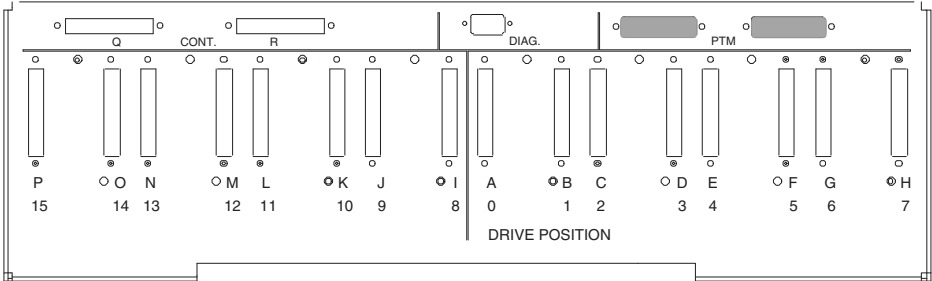 Q CONT. R DIAG. PTM
P O N M L K J I A B C D E F G H
15 14 13 12 11 10 9 8 0 1 2 3 4 5 6 7
DRIVE POSITION